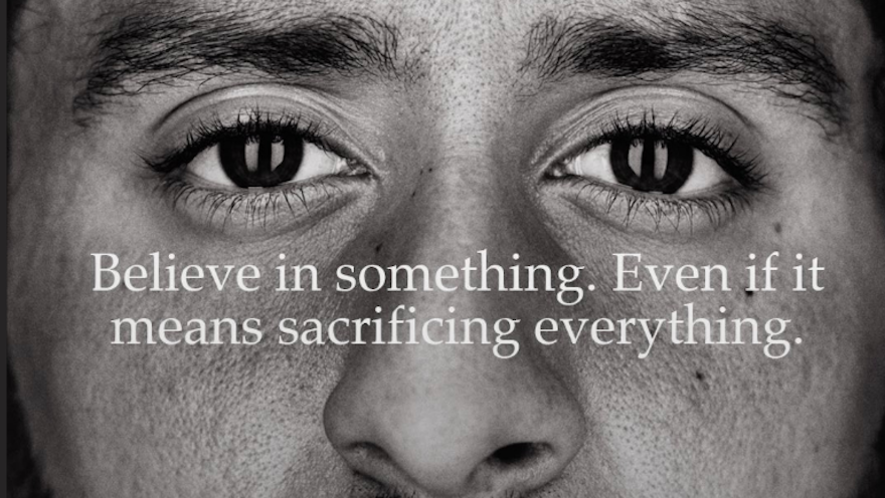 Believe in something. Even if it
means sacrificing everything.